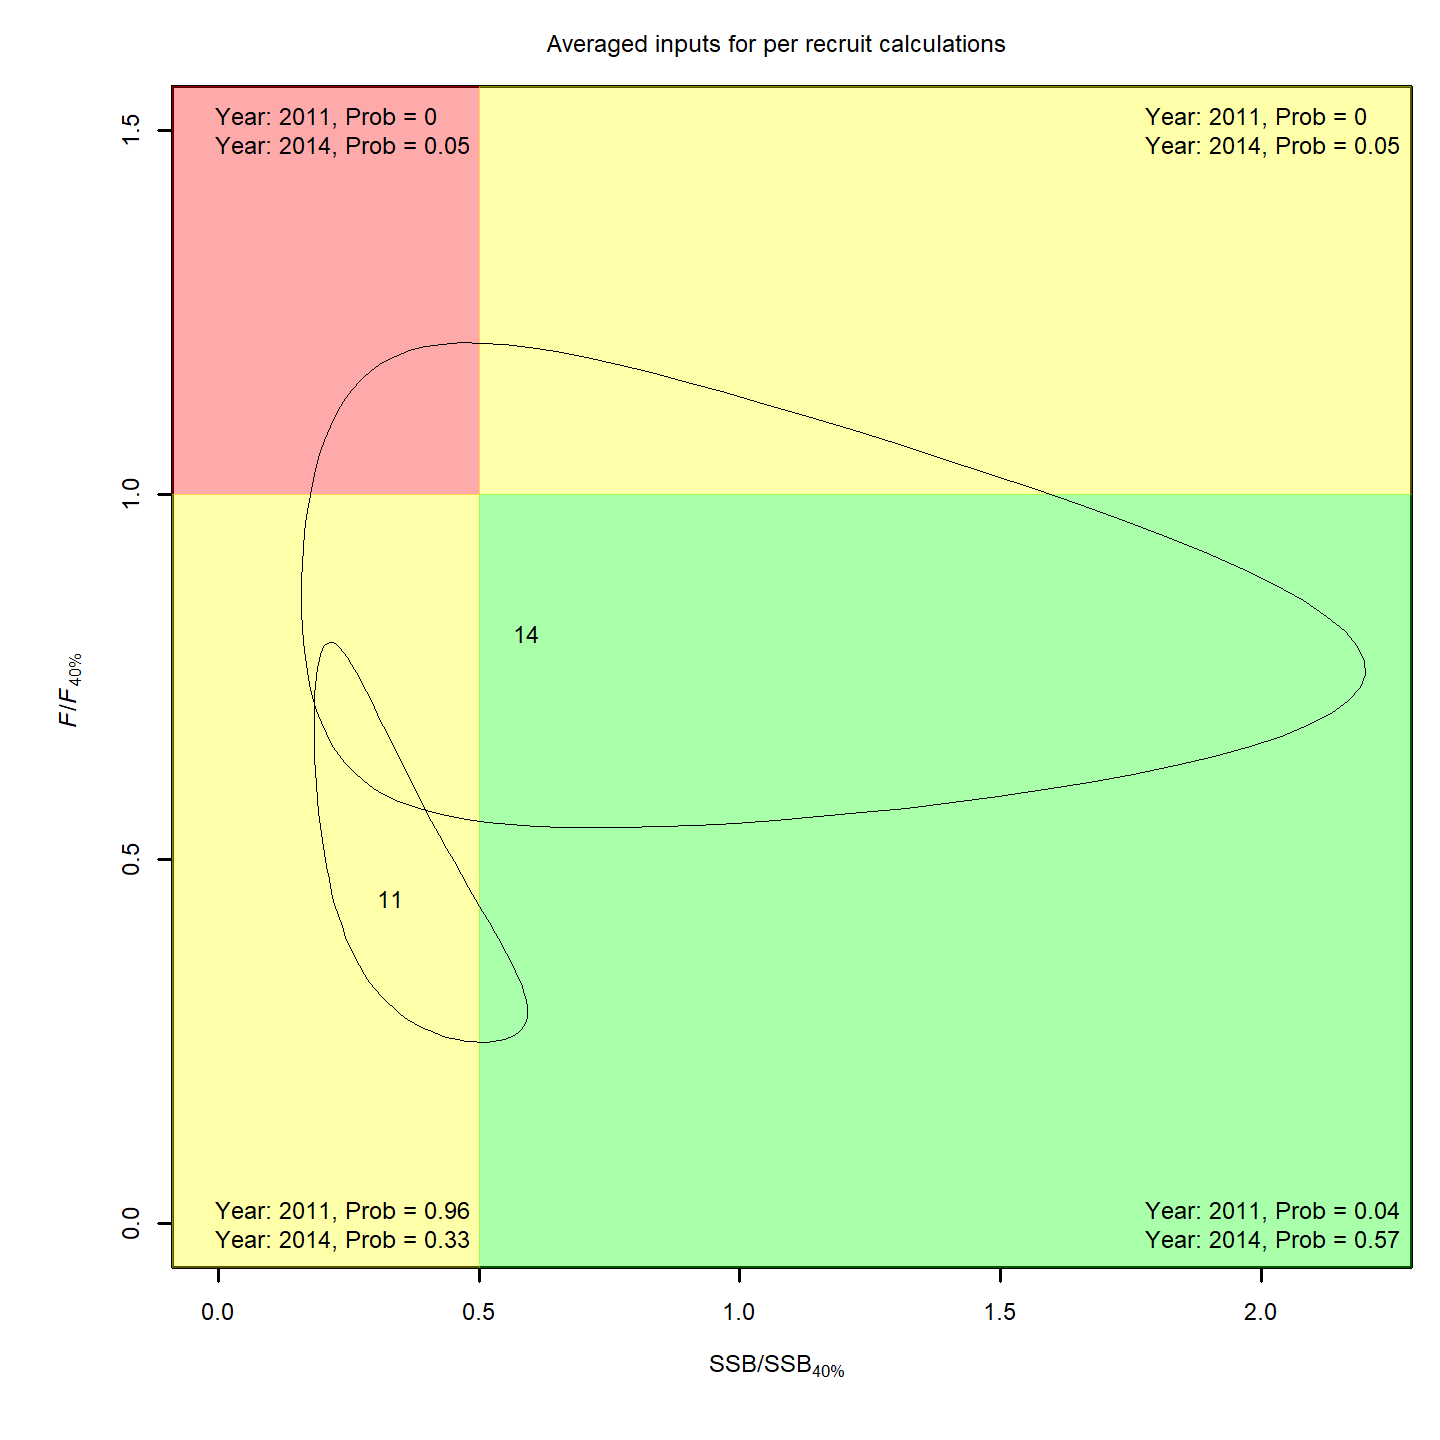 Averaged inputs for per recruit calculations
Year: 2011, Prob = 0
Year: 2014, Prob = 0.05
Year: 2011, Prob = 0
Year: 2014, Prob = 0.05
1.5
1.0
0.5
0.0
F/F40%
14
11
Year: 2011, Prob = 0.96
Year: 2014, Prob = 0.33
Year: 2011, Prob = 0.04
Year: 2014, Prob = 0.57
0.0 0.5 1.0 1.5 2.0
SSB/SSB40%